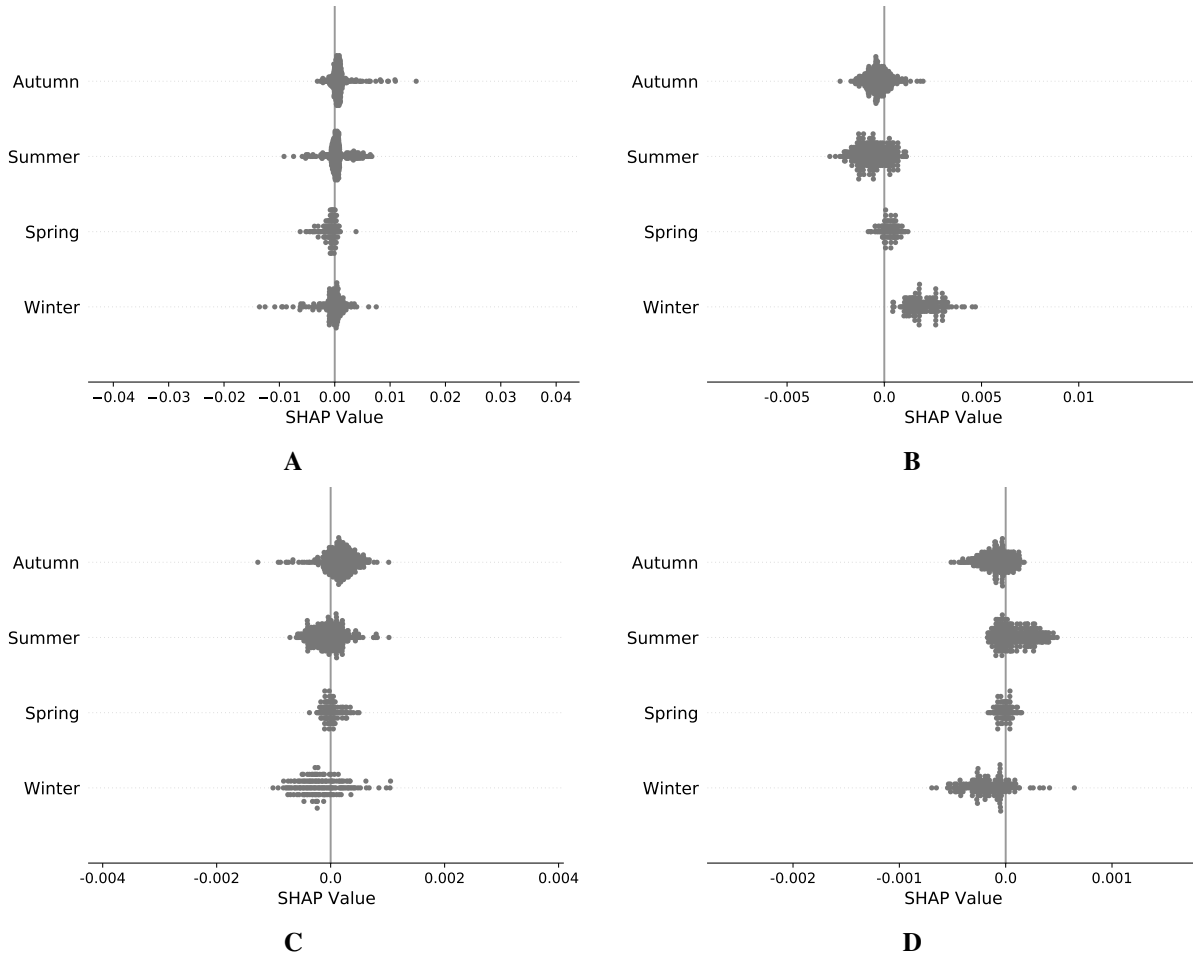 Autumn
Summer
Spring
Winter
−0.04 −0.03 −0.02 −0.01 0.00 0.01 0.02 0.03 0.04
SHAP Value
A
Autumn
Summer
Spring
Winter
-0.005 0.0 0.005 0.01
SHAP Value
B
Autumn
Summer
Spring
Winter
-0.004 -0.002 0.0 0.002 0.004
SHAP Value
C
Autumn
Summer
Spring
Winter
-0.002 -0.001 0.0 0.001
SHAP Value
D